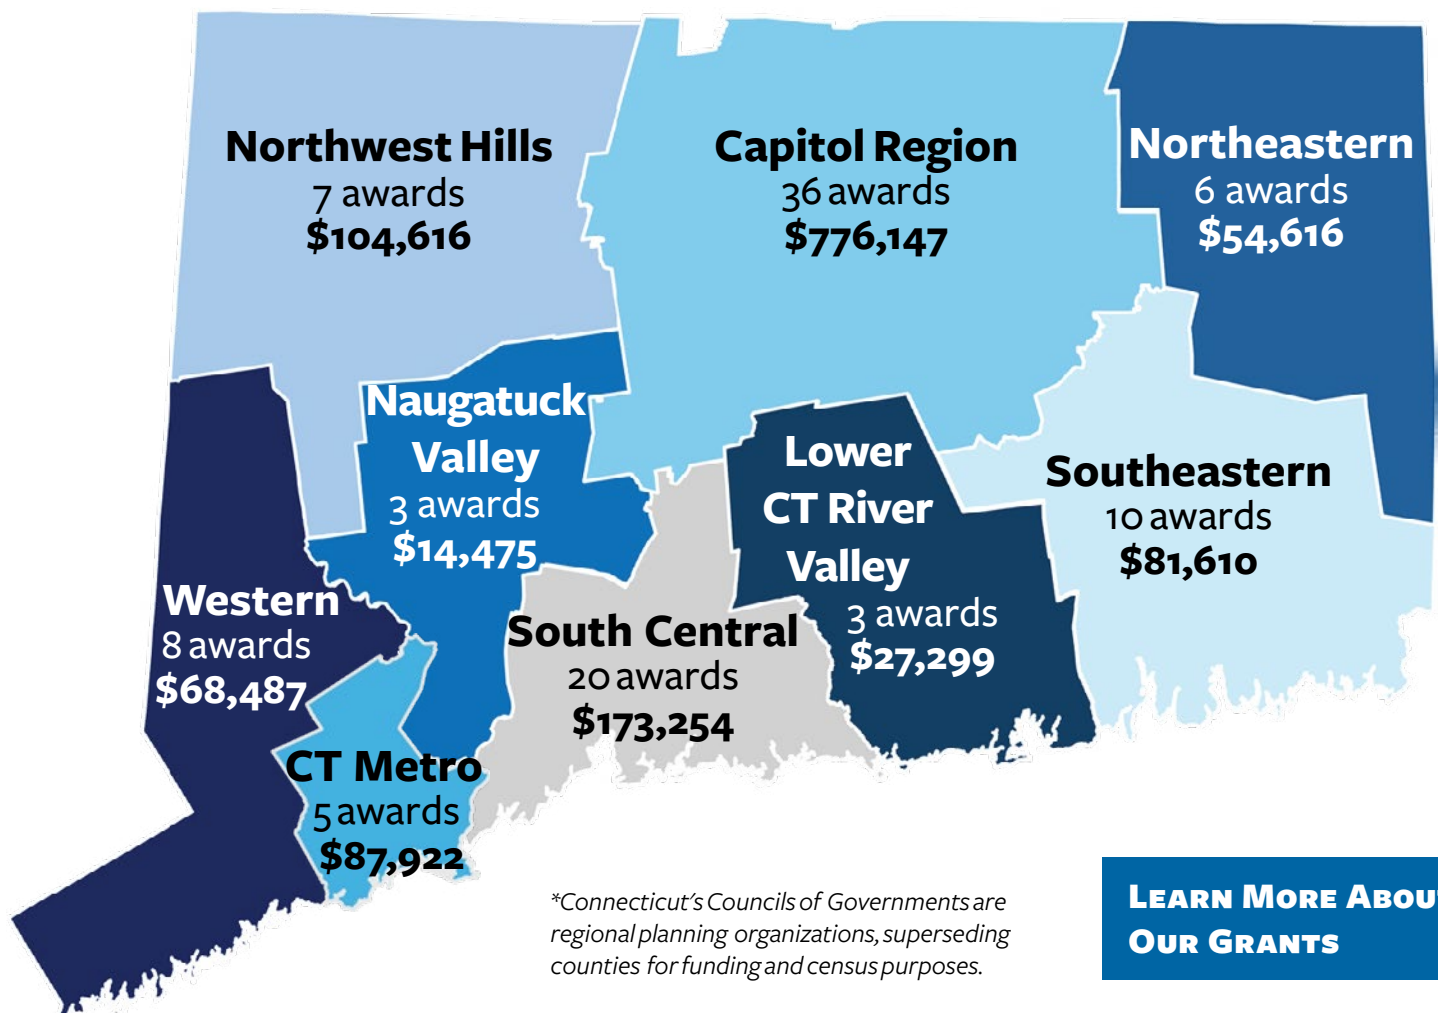 Northwest Hills
7 awards
$104,616
Capitol Region
36 awards
$776,147
Northeastern
6 awards
$54,616
Naugatuck
Valley
3 awards
$14,475
Lower
CT River
Valley
3 awards
$27,299
Southeastern
10 awards
$81,610
Western
8 awards
$68,487
South Central
20 awards
$173,254
CT Metro
5 awards
$87,922
*Connecticut's Councils of Governments are
regional planning organizations, superseding
counties for funding and census purposes.
LEARN MORE ABOU
OUR GRANTS